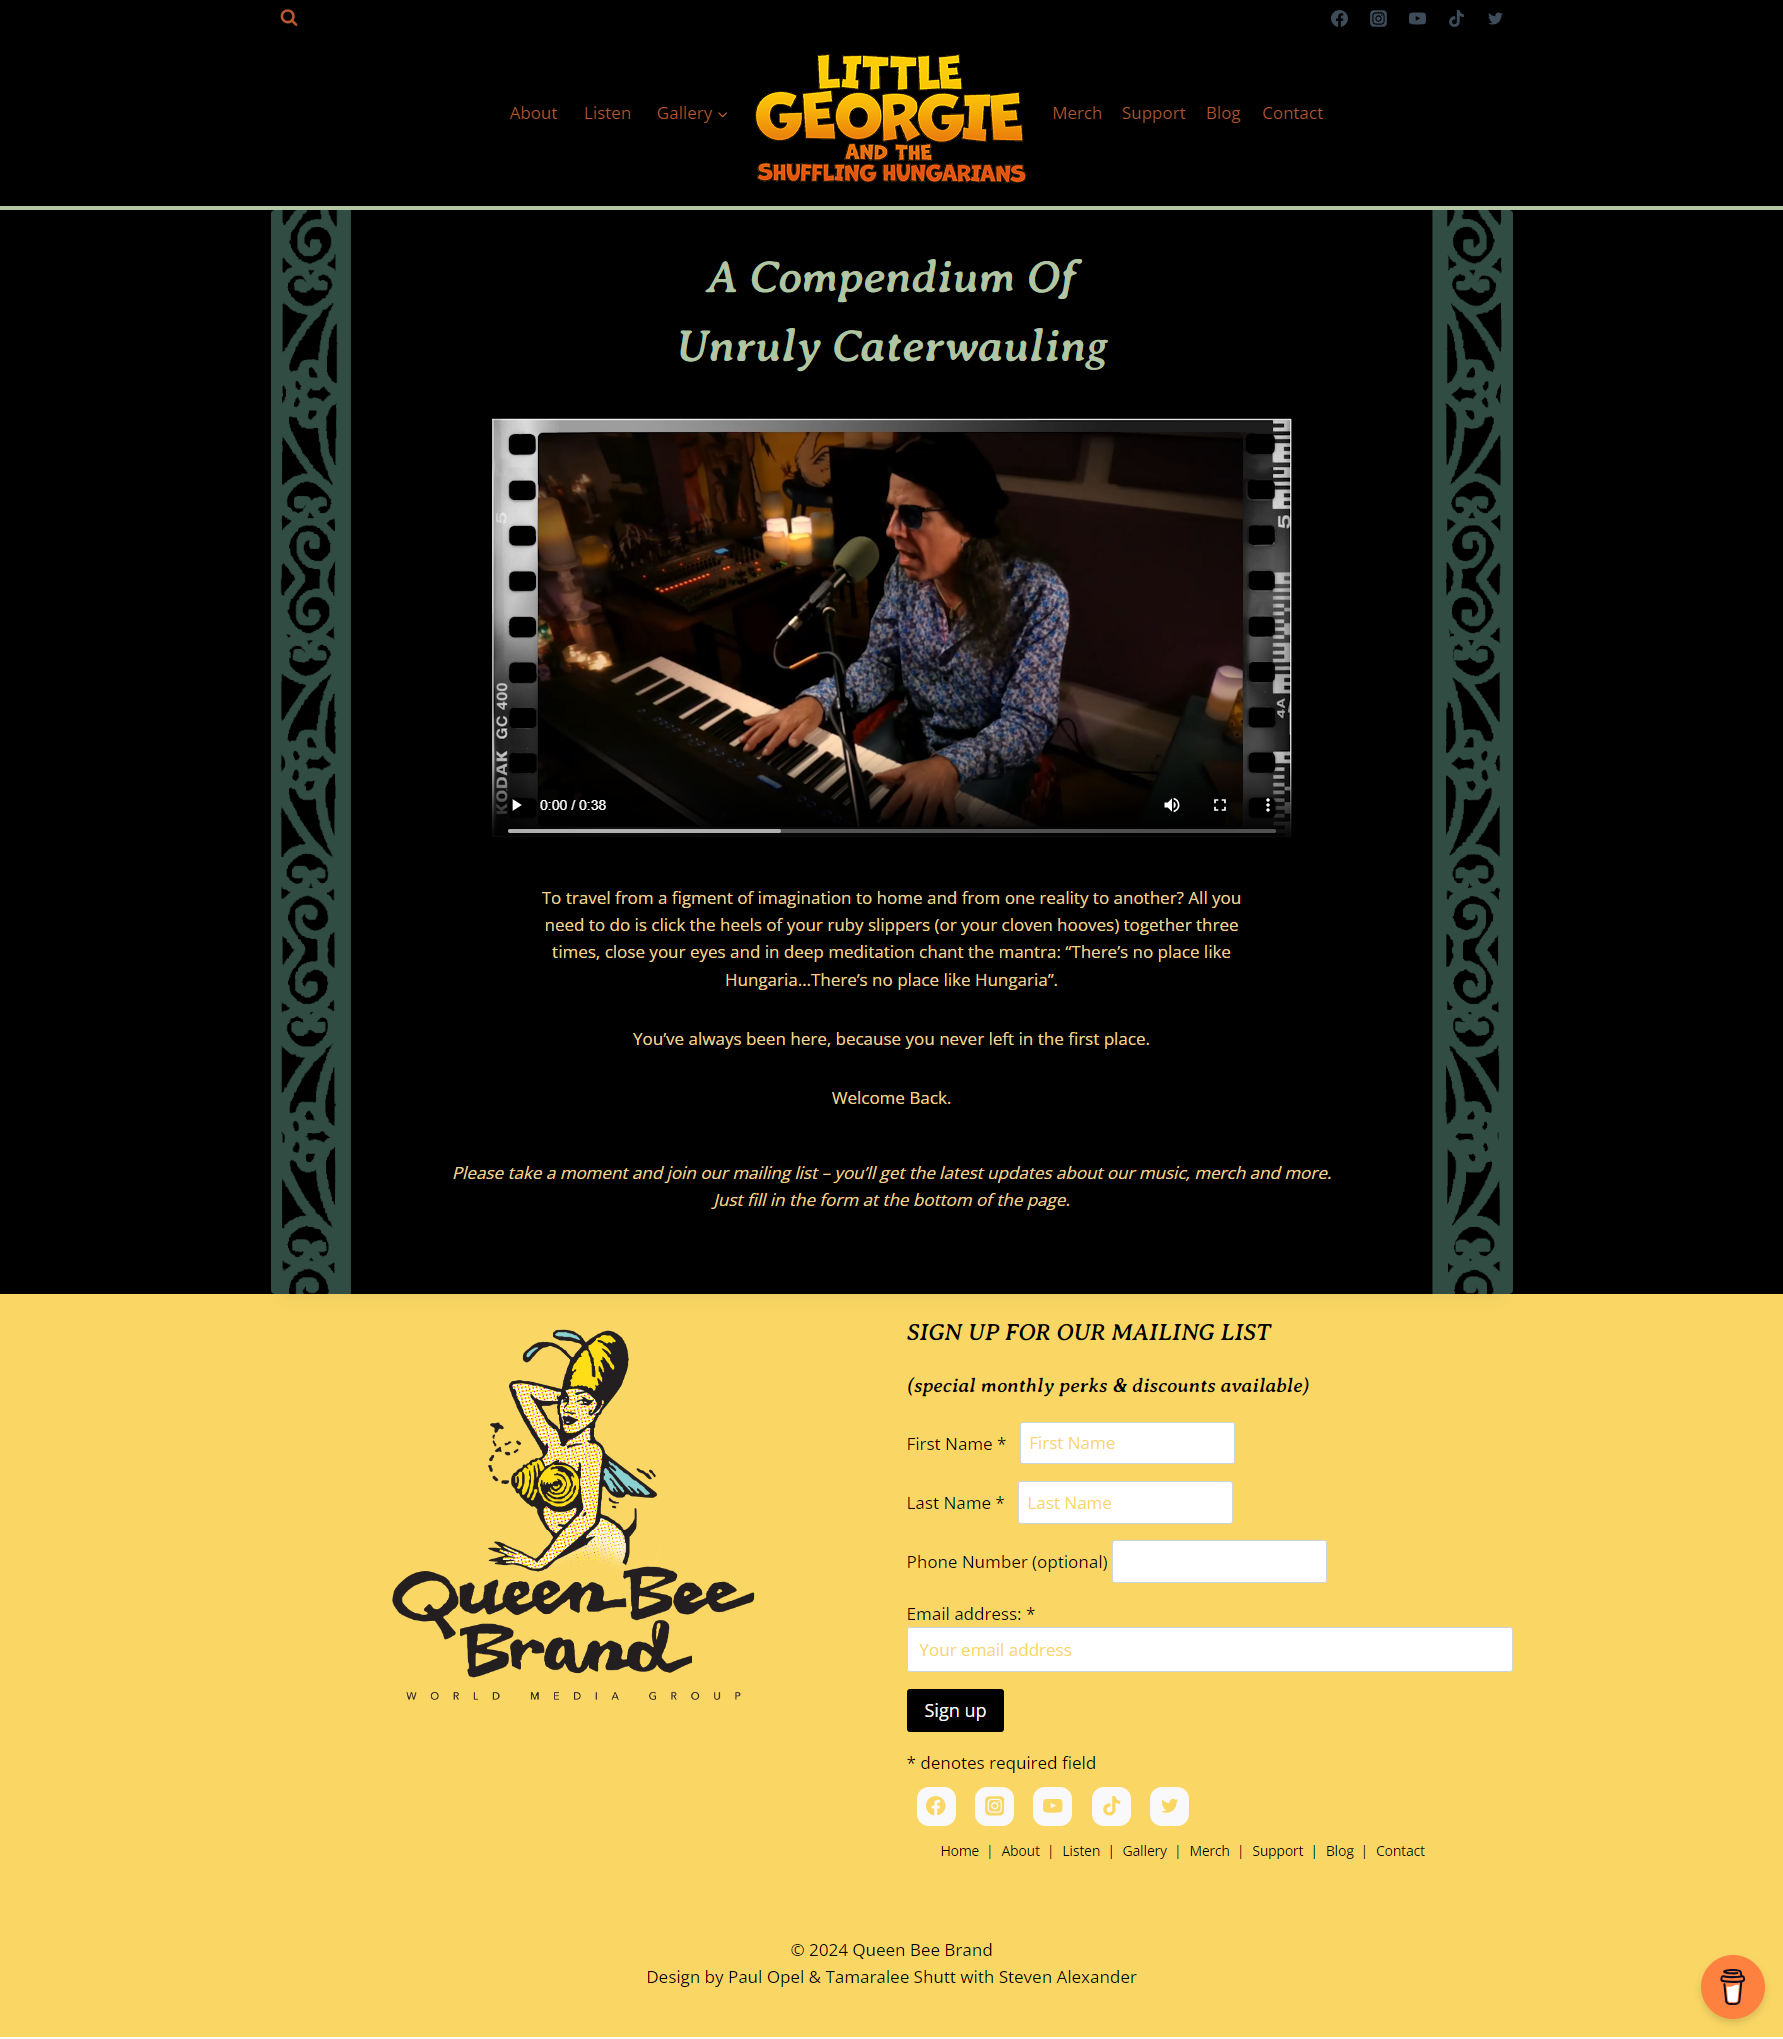 LITTLE
GEORGIE
AND THE
SHUFFLING HUNGARIANS
About
Listen
Gallery
Merch
Support
Blog
Contact
A Compendium Of
Unruly Caterwauling
5
KODAK GC 400
5
4A
0:00 / 0:38
To travel from a figment of imagination to home and from one reality to another? All you
need to do is click the heels of your ruby slippers (or your cloven hooves) together three
times, close your eyes and in deep meditation chant the mantra: “There’s no place like
Hungaria…There’s no place like Hungaria”.
You’ve always been here, because you never left in the first place.
Welcome Back.
Please take a moment and join our mailing list – you’ll get the latest updates about our music, merch and more.
Just fill in the form at the bottom of the page.
Queen Bee
Brand
WORLD MEDIA GROUP
SIGN UP FOR OUR MAILING LIST
(special monthly perks & discounts available)
First Name * First Name
Last Name * Last Name
Phone Number (optional)
Email address: *
Your email address
Sign up
* denotes required field
Home | About | Listen | Gallery | Merch | Support | Blog | Contact
© 2024 Queen Bee Brand
Design by Paul Opel & Tamaralee Shutt with Steven Alexander